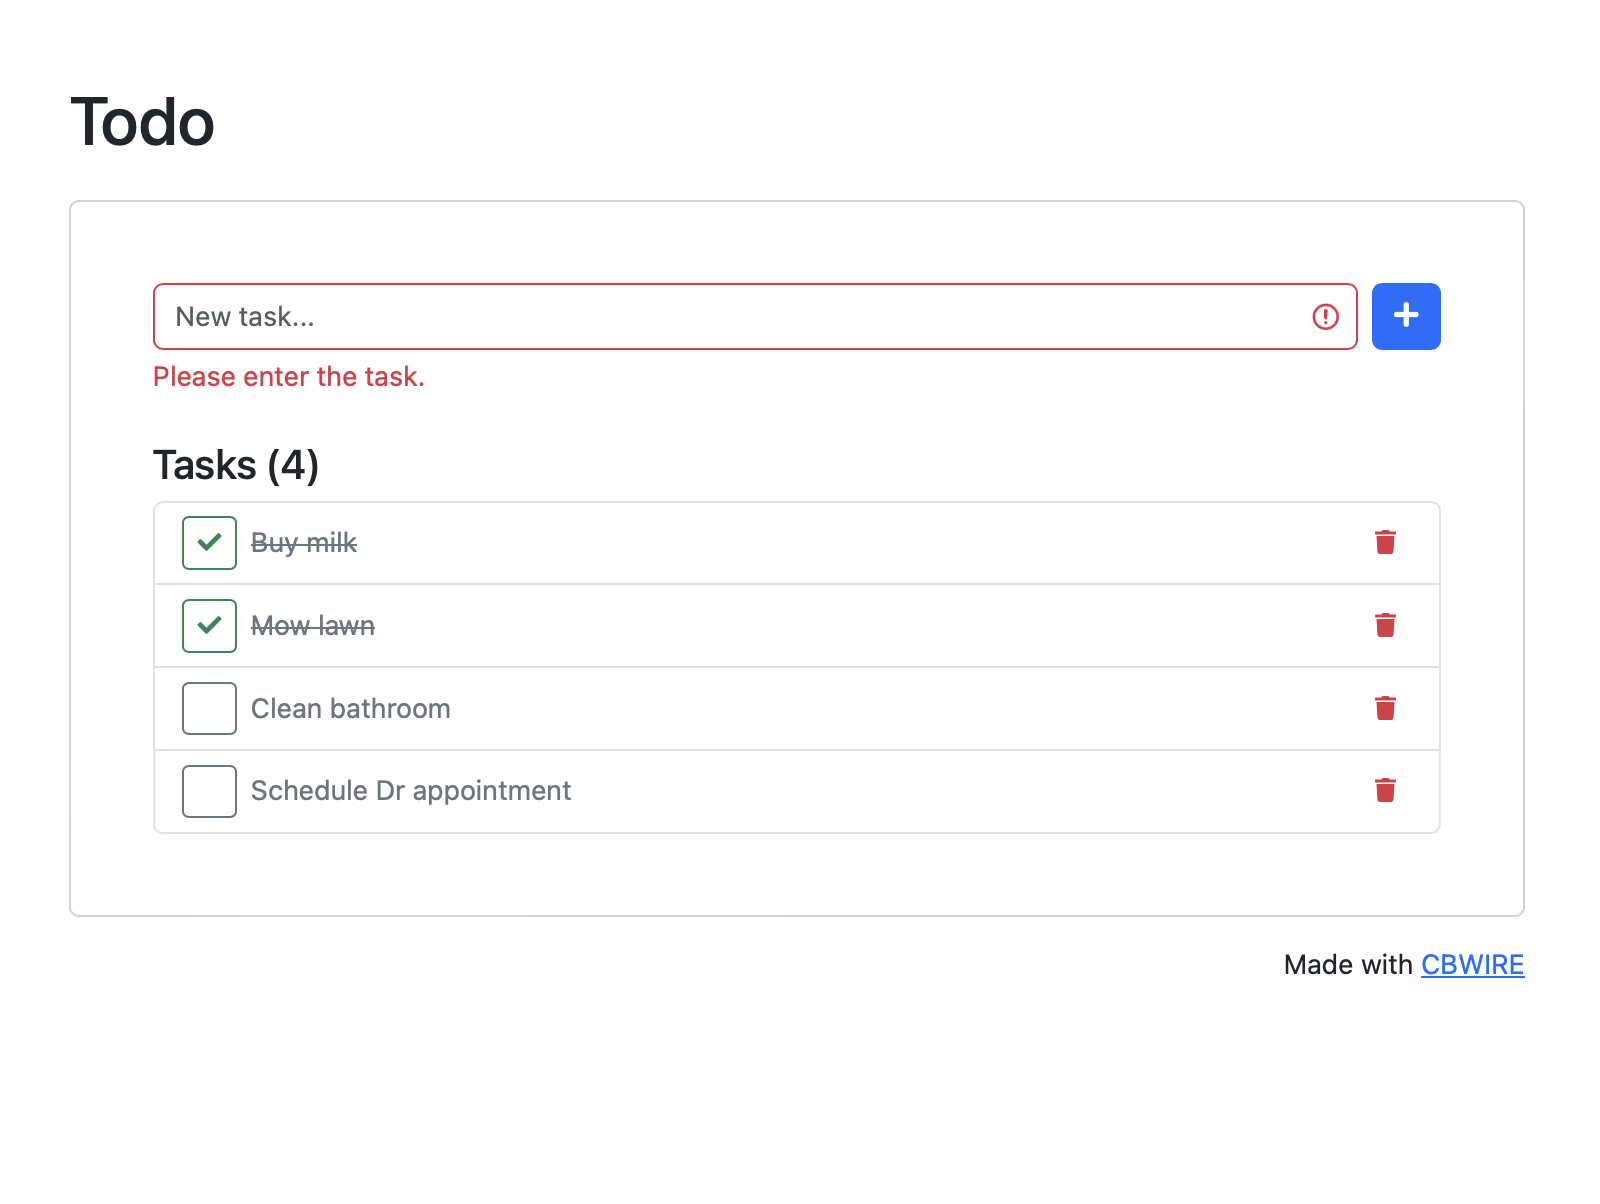 Todo
New task...
Please enter the task.
Tasks (4)
Buy milk
Mow lawn
Clean bathroom
Schedule Dr appointment
Made with CBWIRE